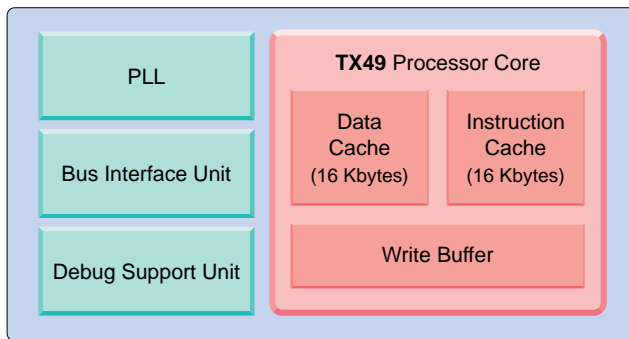 PLL
Bus Interface Unit
Debug Support Unit
TX49 Processor Core
Data
Cache
(16 Kbytes)
Instruction
Cache
(16 Kbytes)
Write Buffer